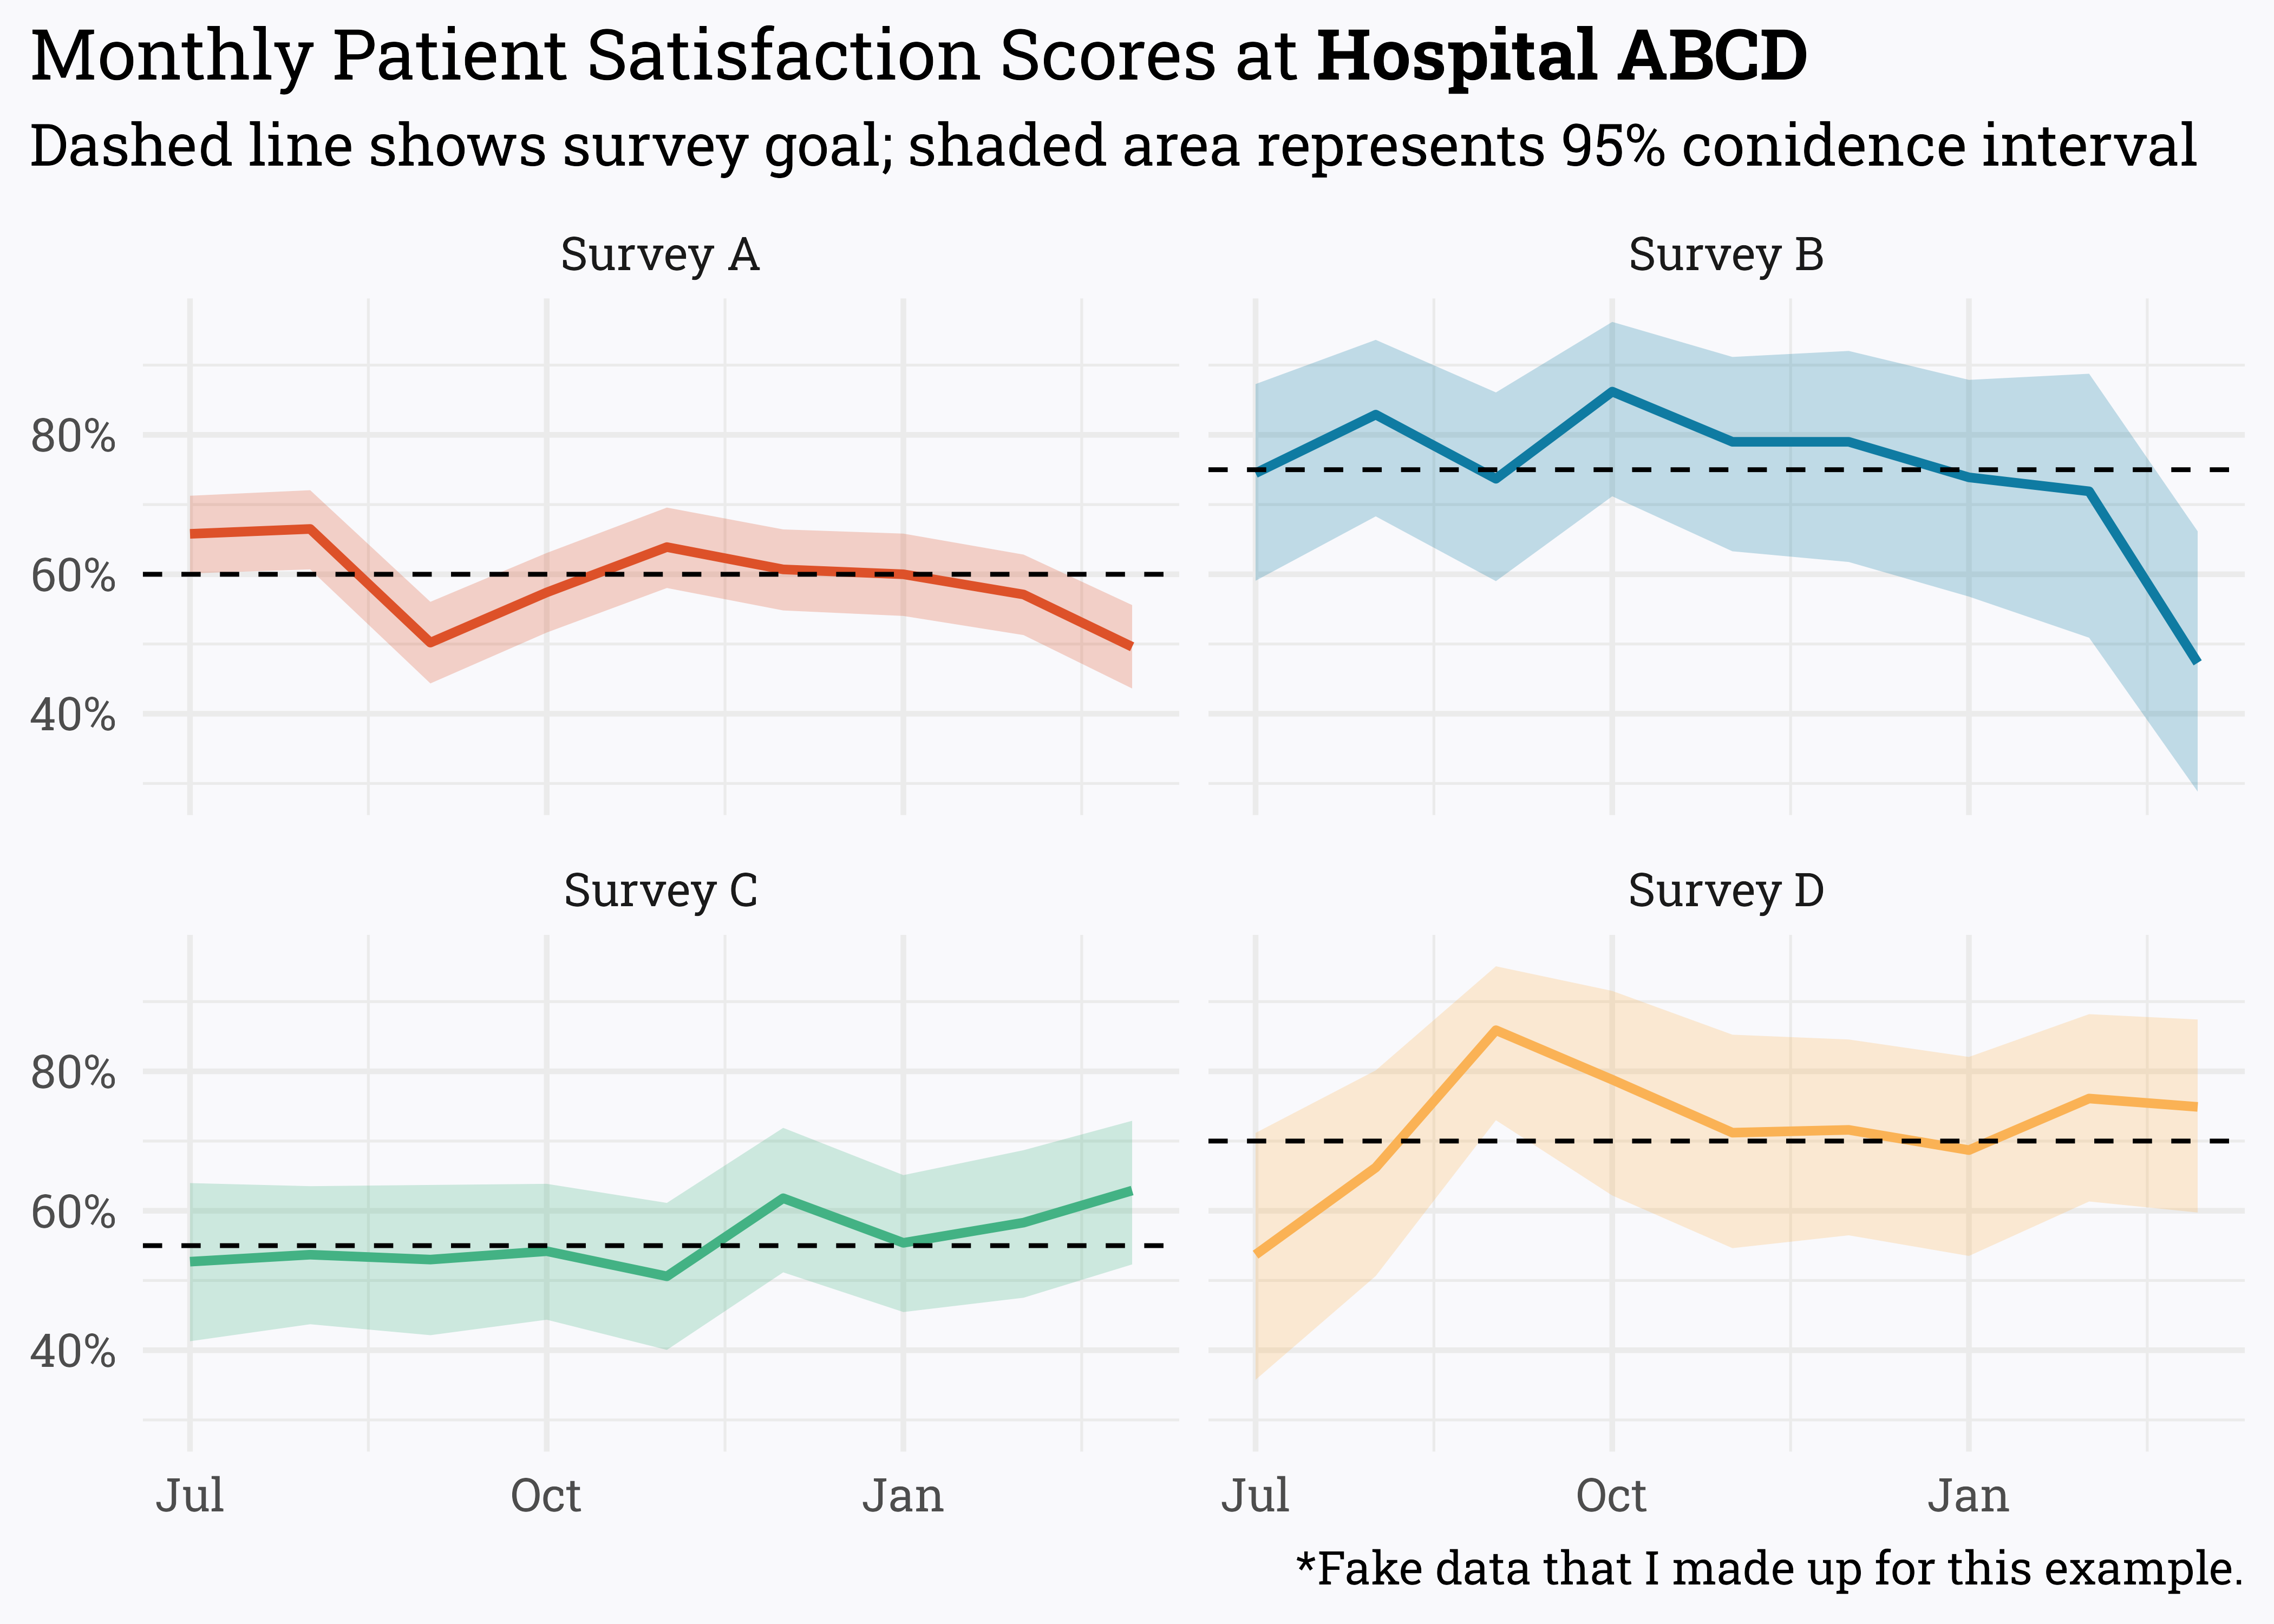 Monthly Patient Satisfaction Scores at Hospital ABCD
Dashed line shows survey goal; shaded area represents 95% conidence interval
Survey A
Survey B
80%
60%
40%
Survey C
Survey D
80%
60%
40%
Jul
Oct
Jan
Jul
Oct
Jan
*Fake data that I made up for this example.